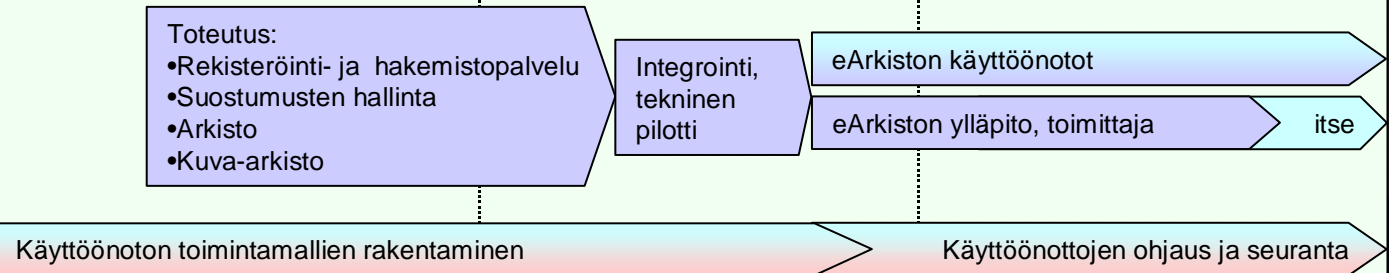 Toteutus:
•Rekisteröinti- ja hakemistopalvelu
•Suostumusten hallinta
•Arkisto
•Kuva-arkisto
Integrointi,
tekninen
pilotti
eArkiston käyttöönotot
eArkiston ylläpito, toimittaja
itse
Käyttöönoton toimintamallien rakentaminen
Käyttöönottojen ohjaus ja seuranta